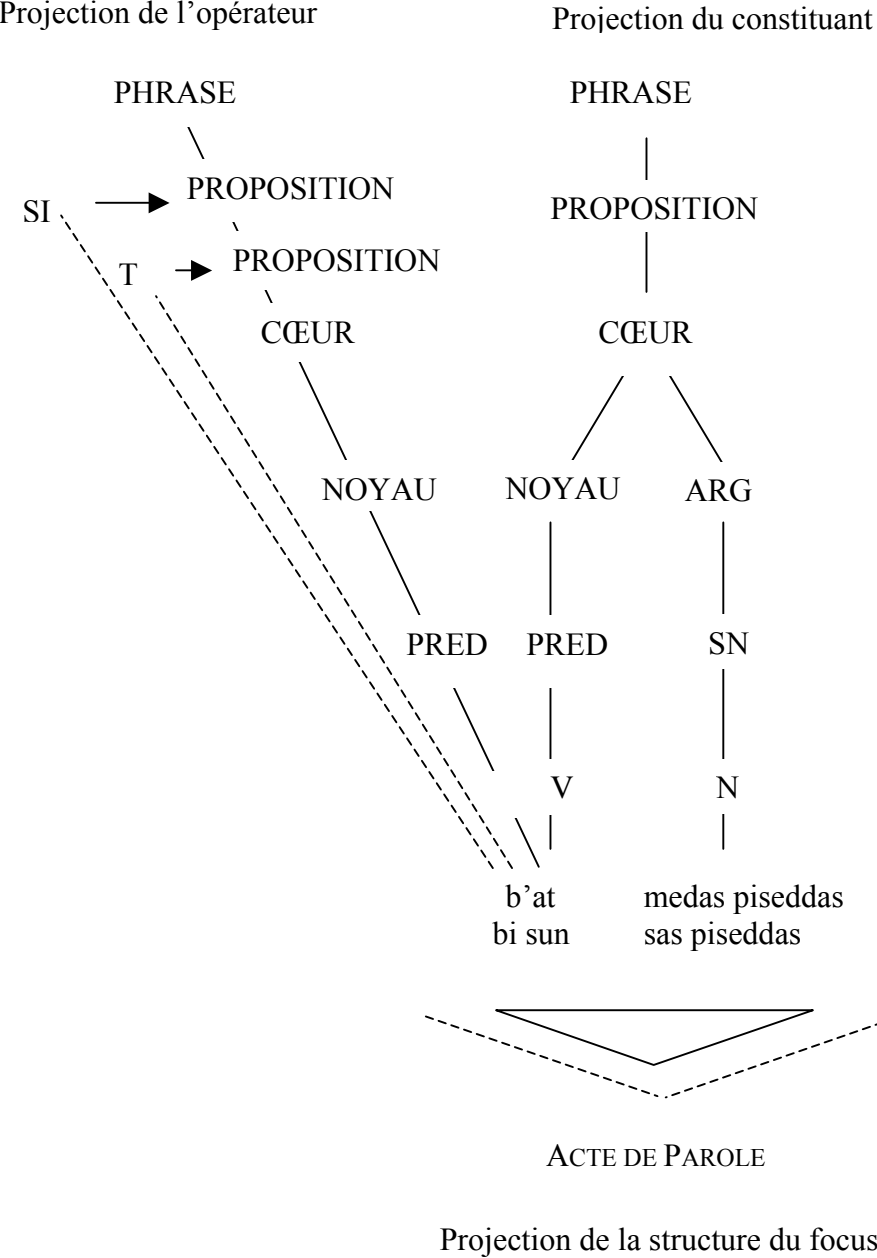 Projection de l’opérateur
Projection du constituant
PHRASE
PHRASE
PROPOSITION
SI
PROPOSITION
T
PROPOSITION
CŒUR
CŒUR
NOYAU
NOYAU
ARG
PRED
PRED
SN
V
N
b’at
medas piseddas
bi sun
sas piseddas
ACTE DE PAROLE
Projection de la structure du focus